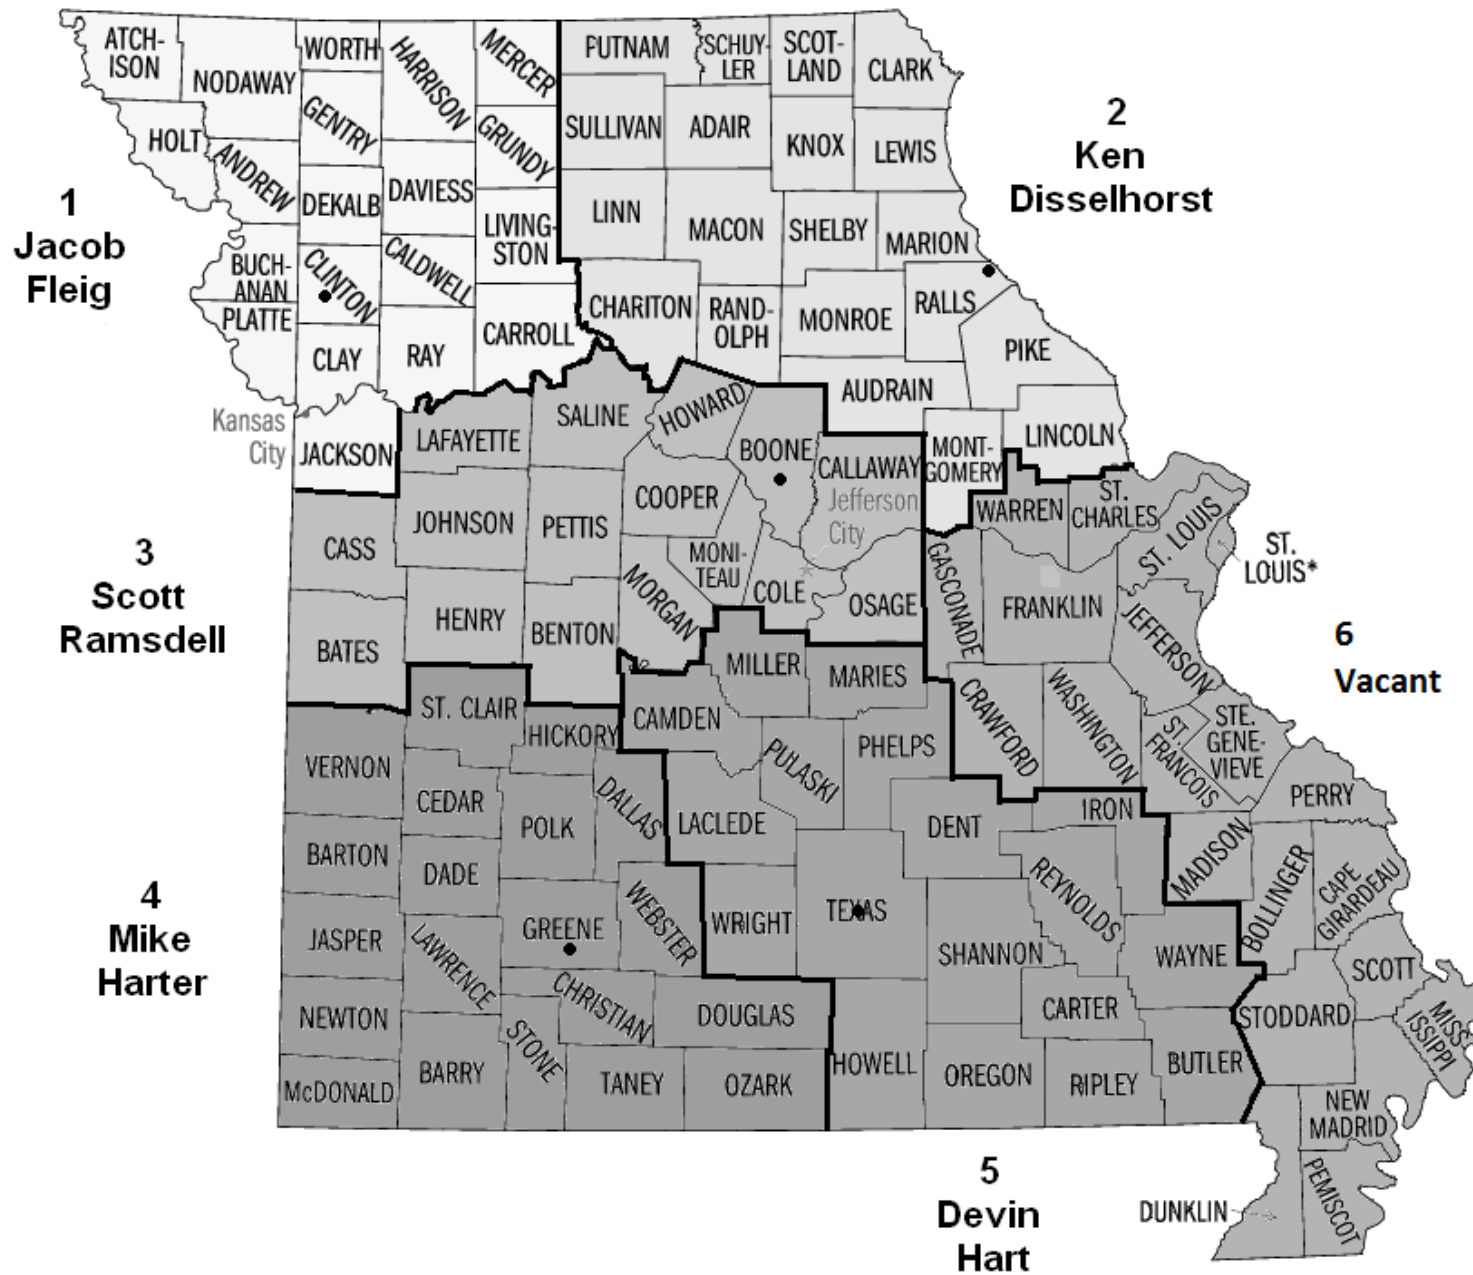 ATCH-
ISON
NODAWAY
WORTH
HARRISON
MERCER
PUTNAM
SCHUY-
LER
SCOT-
LAND
CLARK
HOLT
ANDREW
GENTRY
GRUNDY
SULLIVAN
ADAIR
KNOX
LEWIS
DEKALB
DAVIESS
LIVING-
STON
LINN
MACON
SHELBY
MARION
2
Ken
Disselhorst
1
Jacob
Fleig
BUCH-
ANAN
CLINTON
CALDWELL
CHARITON
RAND-
OLPH
MONROE
RALLS
PLATTE
CLAY
RAY
CARROLL
PIKE
AUDRAIN
Kansas
City
JACKSON
LAFAYETTE
SALINE
HOWARD
BOONE
CALLAWAY
MONT-
GOMERY
LINCOLN
Jefferson
City
COOPER
JOHNSON
PETTIS
CASS
MONI-
TEAU
COLE
OSAGE
WARREN
ST.
CHARLES
ST. LOUIS
ST.
LOUIS*
GASCONADE
FRANKLIN
JEFFERSON
3
Scott
Ramsdell
BATES
HENRY
BENTON
MORGAN
MILLER
MARIES
6
Vacant
ST. CLAIR
HICKORY
CAMDEN
PULASKI
PHELPS
CRAWFORD
WASHINGTON
ST.
FRANCOIS
STE.
GENE-
VIEVE
PERRY
VERNON
CEDAR
POLK
DALLAS
LACLEDE
DENT
IRON
MADISON
BOLLINGER
CAPE
GIRARDEAU
BARTON
DADE
GREENE
WEBSTER
WRIGHT
TEXAS
REYNOLDS
SHANNON
WAYNE
SCOTT
4
Mike
Harter
JASPER
LAWRENCE
CHRISTIAN
DOUGLAS
CARTER
STODDARD
MISS-
ISSIPPI
NEWTON
STONE
McDONALD
BARRY
TANEY
OZARK
HOWELL
OREGON
RIPLEY
BUTLER
NEW
MADRID
5
Devin
Hart
DUNKLIN
PEMISCOT